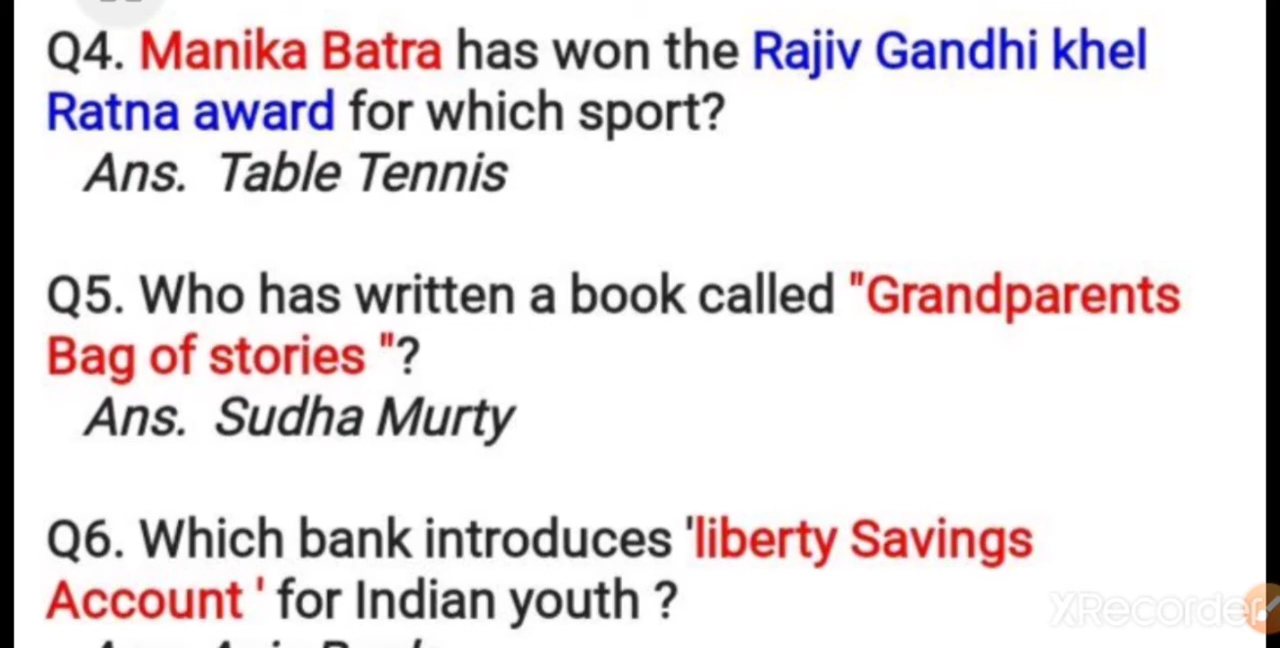 Q4. Manika Batra has won the Rajiv Gandhi khel
Ratna award for which sport?
Ans. Table Tennis
Q5. Who has written a book called "Grandparents
Bag of stories "?
Ans. Sudha Murty
Q6. Which bank introduces 'liberty Savings
Account ' for Indian youth ?
XRecorder